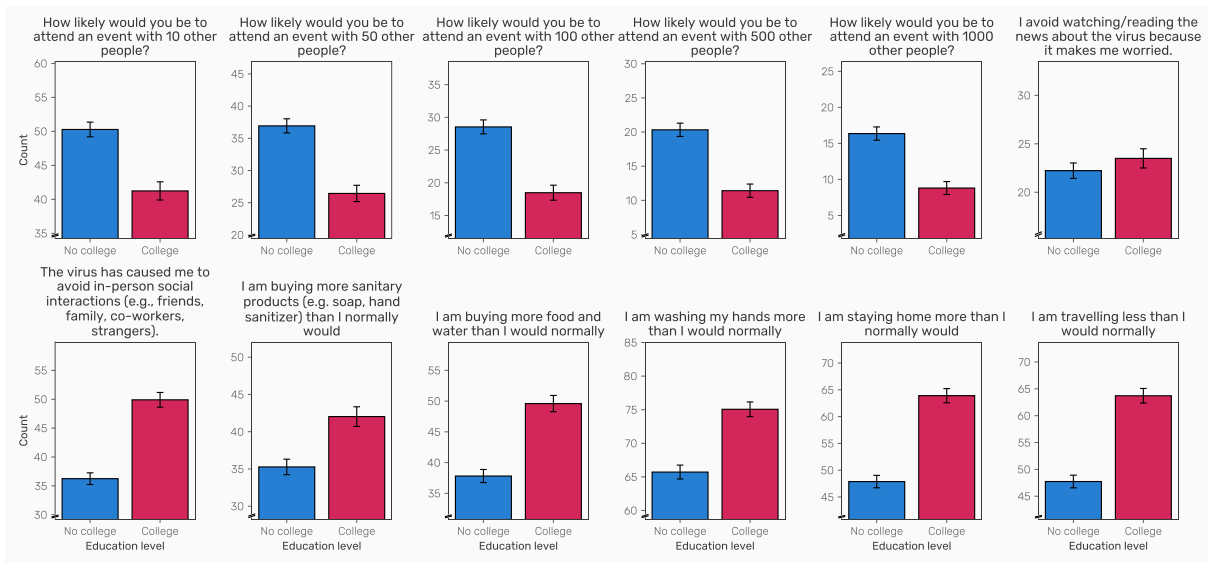 How likely would you be to
attend an event with 10 other
people?
How likely would you be to
attend an event with 50 other
people?
How likely would you be to
attend an event with 100 other
people?
How likely would you be to
attend an event with 500 other
people?
How likely would you be to
attend an event with 1000
other people?
I avoid watching/reading the
news about the virus because
it makes me worried.
Count
60
55
50
45
40
35
No college
College
45
40
35
30
25
20
No college
College
35
30
25
20
15
No college
College
30
25
20
15
10
5
No college
College
25
20
15
10
5
No college
College
30
25
20
No college
College
The virus has caused me to
avoid in-person social
interactions (e.g., friends,
family, co-workers,
strangers).
I am buying more sanitary
products (e.g. soap, hand
sanitizer) than I normally
would
I am buying more food and
water than I would normally
I am washing my hands more
than I would normally
I am staying home more than I
normally would
I am travelling less than I
would normally
Count
55
50
45
40
35
30
No college
College
Education level
50
45
40
35
30
No college
College
Education level
55
50
45
40
35
No college
College
Education level
85
80
75
70
65
60
No college
College
Education level
70
65
60
55
50
45
No college
College
Education level
70
65
60
55
50
45
No college
College
Education level